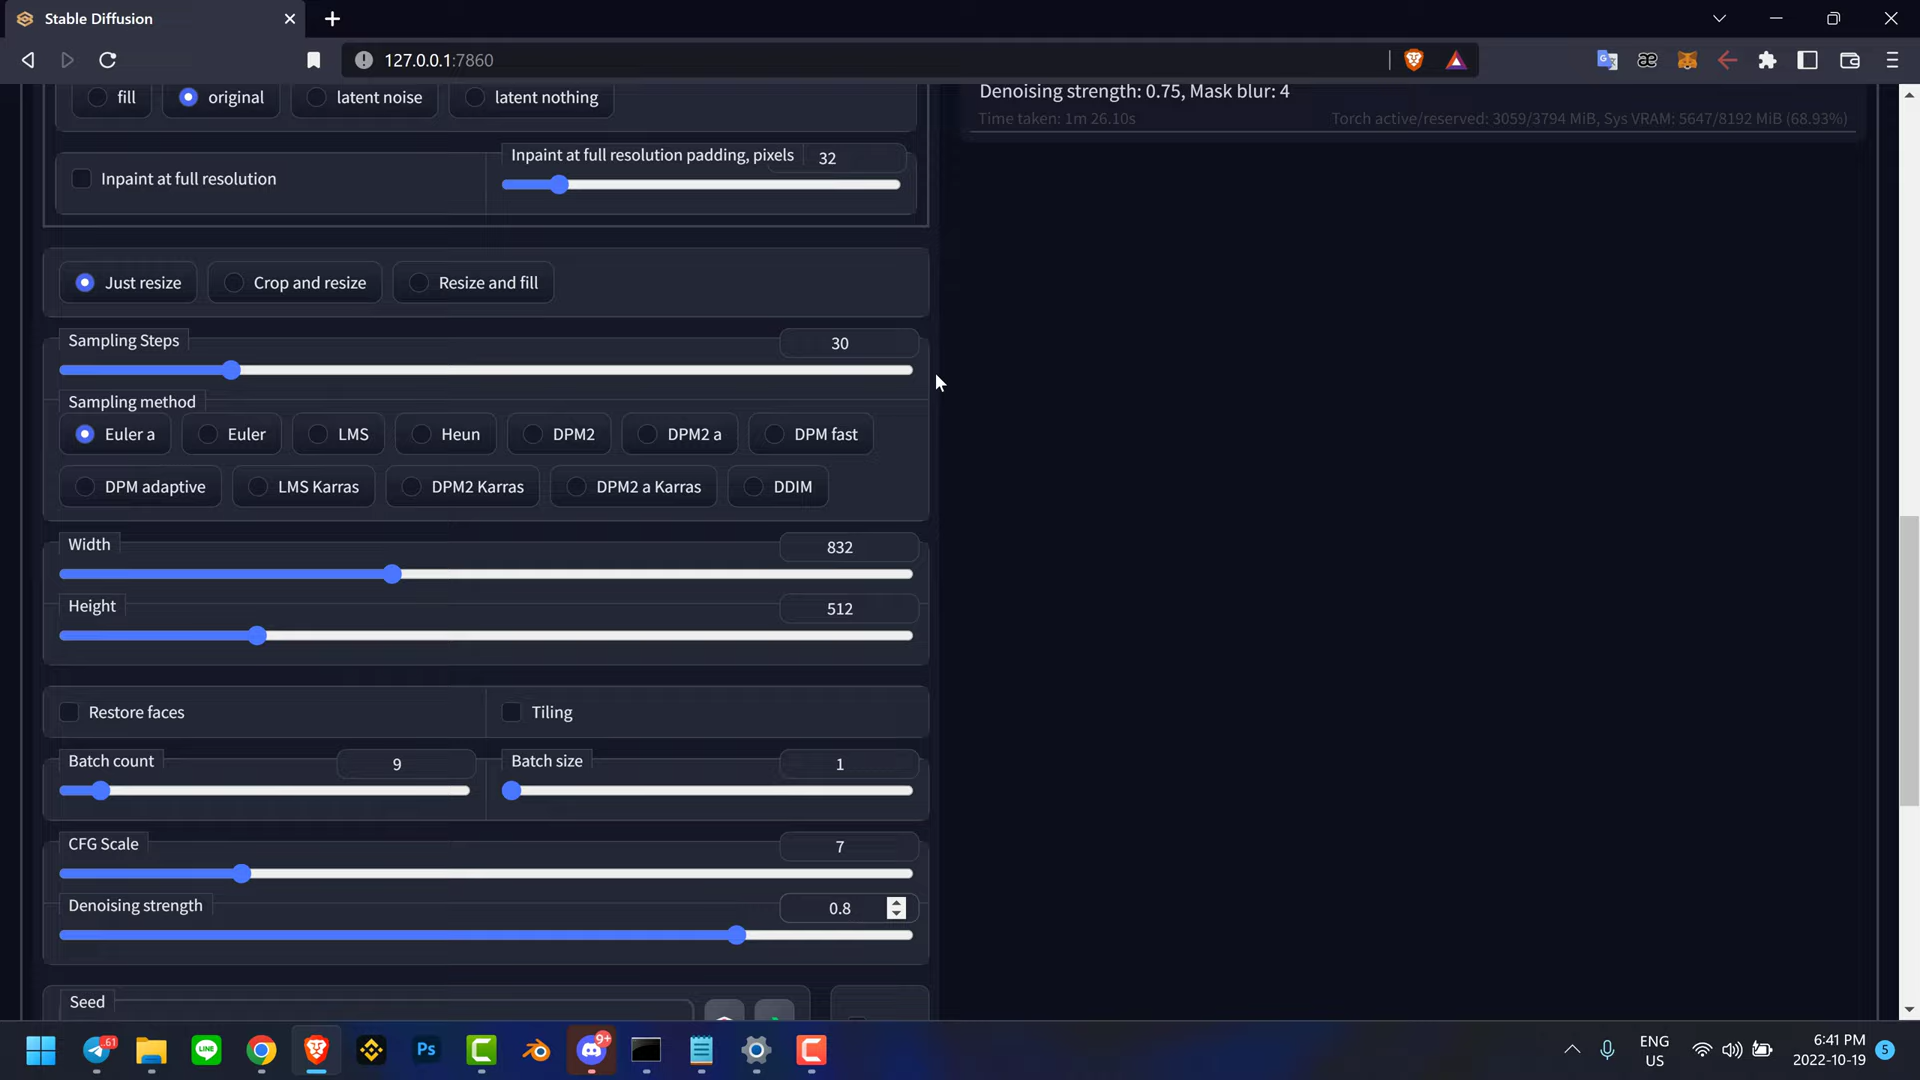 Stable Diffusion
127.0.0.1:7860
fill
original
latent noise
latent nothing
Denoising strength: 0.75, Mask blur: 4
Time taken: 1m 26.10s
Torch active/reserved: 3059/3794 MiB, Sys VRAM: 5647/8192 MiB (68.93%)
Inpaint at full resolution
Inpaint at full resolution padding, pixels
32
Just resize
Crop and resize
Resize and fill
Sampling Steps
30
Sampling method
Euler a
Euler
LMS
Heun
DPM2
DPM2 a
DPM fast
DPM adaptive
LMS Karras
DPM2 Karras
DPM2 a Karras
DDIM
Width
832
Height
512
Restore faces
Tiling
Batch count
9
Batch size
1
CFG Scale
7
Denoising strength
0.8
Seed
61
LINE
Ps
9+
ENG
US
6:41 PM
2022-10-19
5